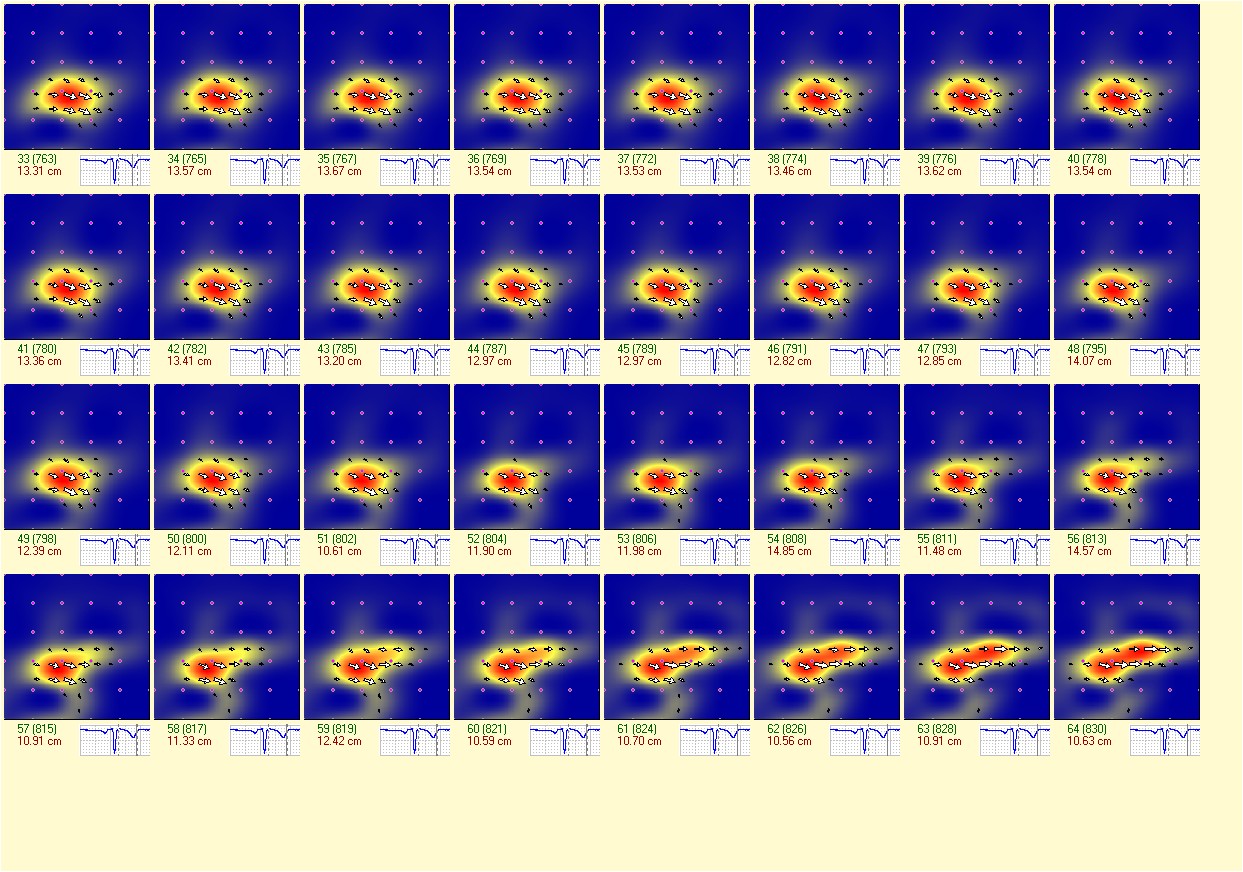 33 (763) 34 (765) 35 (767) 36 (769) 37 (772) 38 (774) 39 (776) 40 (778)
13.31 cm 13.57 cm 13.67 cm 13.54 cm 13.53 cm 13.46 cm 13.62 cm 13.54 cm
41 (780) 42 (782) 43 (785) 44 (787) 45 (789) 46 (791) 47 (793) 48 (795)
13.36 cm 13.41 cm 13.20 cm 12.97 cm 12.97 cm 12.82 cm 12.85 cm 14.07 cm
49 (798) 50 (800) 51 (802) 52 (804) 53 (806) 54 (808) 55 (811) 56 (813)
12.39 cm 12.11 cm 10.61 cm 11.90 cm 11.98 cm 14.85 cm 11.48 cm 14.57 cm
57 (815) 58 (817) 59 (819) 60 (821) 61 (824) 62 (826) 63 (828) 64 (830)
10.91 cm 11.33 cm 12.42 cm 10.59 cm 10.70 cm 10.56 cm 10.91 cm 10.63 cm